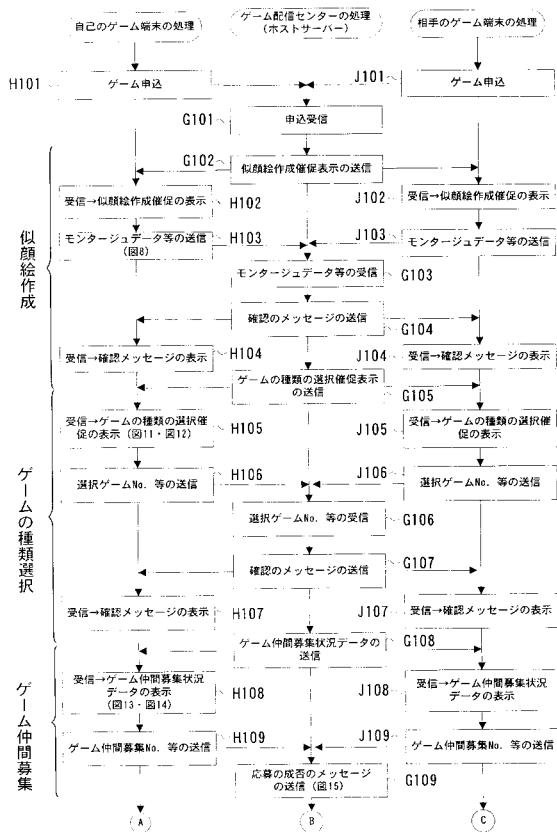 自己のゲーム端末の処理
ゲーム配信センターの処理
(ホストサーバー)
相手のゲーム端末の処理
H101
ゲーム申込
J101
ゲーム申込
G101
申込受信
G102
似顔絵作成催促表示の送信
受信→似顔絵作成催促の表示
H102
J102
受信→似顔絵作成催促の表示
モンタージュデータ等の送信
(図8)
H103
J103
モンタージュデータ等の送信
モンタージュデータ等の受信
G103
似顔絵作成
確認のメッセージの送信
G104
受信→確認メッセージの表示
H104
J104
受信→確認メッセージの表示
ゲームの種類の選択催促表示
の送信
G105
受信→ゲームの種類の選択催
促の表示(図11・図12)
H105
J105
受信→ゲームの種類の選択催
促の表示
選択ゲームNo. 等の送信
H106
J106
選択ゲームNo. 等の送信
選択ゲームNo. 等の受信
G106
ゲームの種類選択
確認のメッセージの送信
G107
受信→確認メッセージの表示
H107
J107
受信→確認メッセージの表示
ゲーム仲間募集状況データの
送信
G108
受信→ゲーム仲間募集状況
データの表示
(図13・図14)
H108
J108
受信→ゲーム仲間募集状況
データの表示
ゲーム仲間募集
ゲーム仲間募集No. 等の送信
H109
J109
ゲーム仲間募集No. 等の送信
応募の成否のメッセージ
の送信(図15)
G109
A
B
C